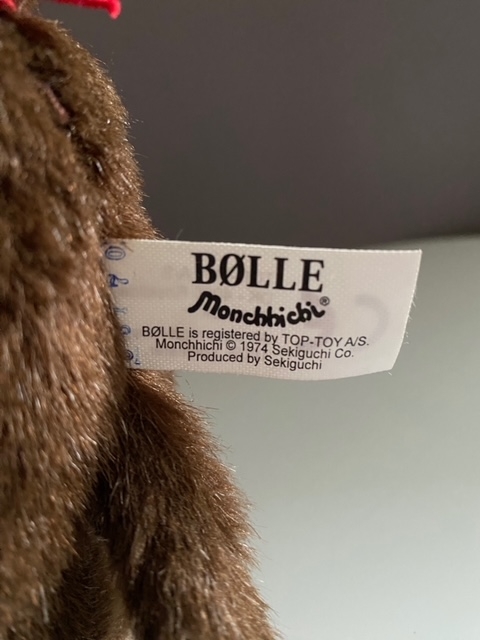 BØLLE
Monchhichi®
BØLLE is registered by TOP-TOY A/S.
Monchhichi © 1974 Sekiguchi Co.
Produced by Sekiguchi